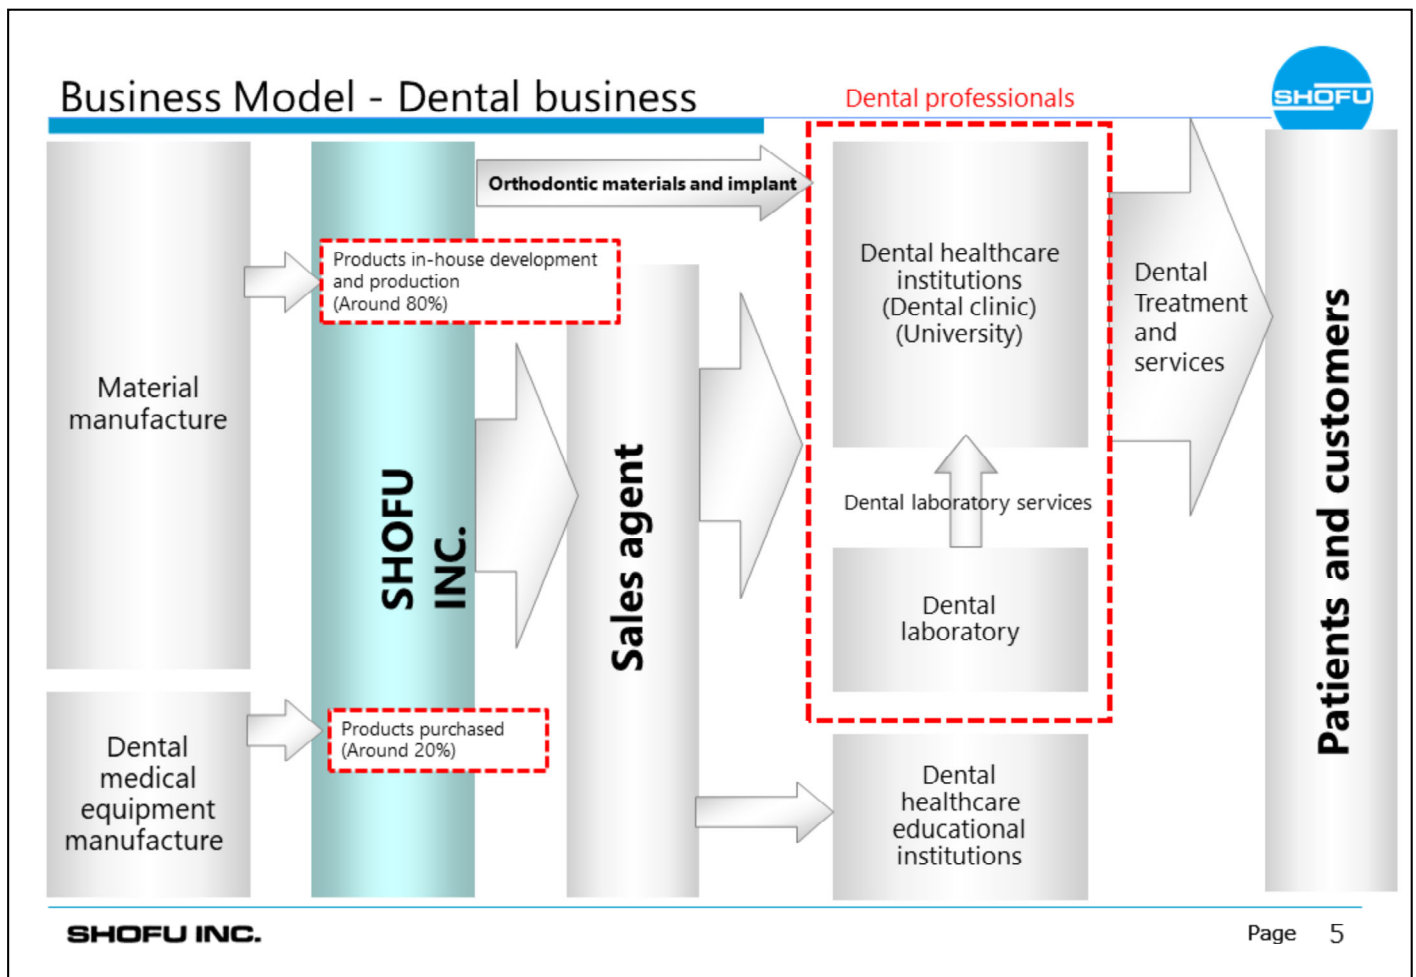 Business Model - Dental business
Dental professionals
SHOFU
Material
manufacture
Dental
medical
equipment
manufacture
SHOFU
INC.
Products in-house development
and production
(Around 80%)
Products purchased
(Around 20%)
Orthodontic materials and implant
Sales agent
Dental healthcare
institutions
(Dental clinic)
(University)
Dental laboratory services
Dental
laboratory
Dental
healthcare
educational
institutions
Dental
Treatment
and
services
Patients and customers
SHOFU INC.
Page 5